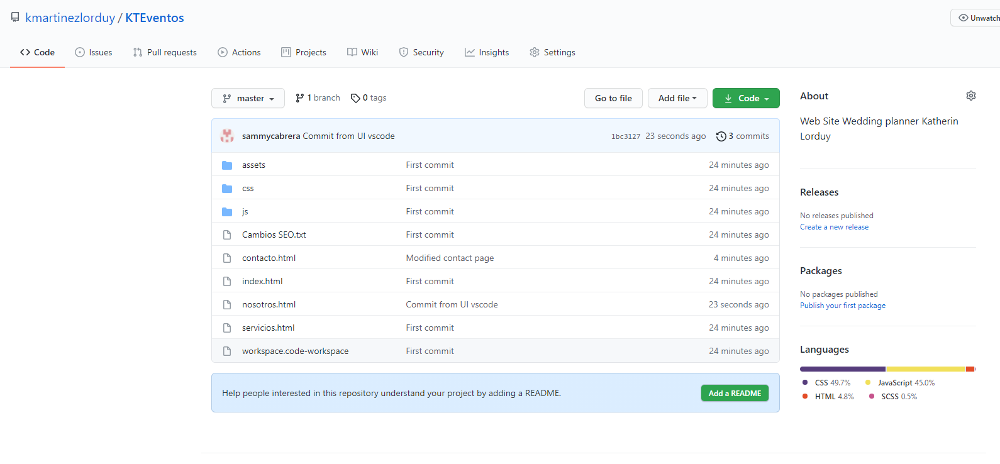 kmartinezlorduy / KTEventos
Unwatch
Code Issues Pull requests Actions Projects Wiki Security Insights Settings
master 1 branch 0 tags Go to file Add file Code
sammycabrera Commit from UI vscode 1bc3127 23 seconds ago 3 commits
assets First commit 24 minutes ago
css First commit 24 minutes ago
js First commit 24 minutes ago
Cambios SEO.txt First commit 24 minutes ago
contacto.html Modified contact page 4 minutes ago
index.html First commit 24 minutes ago
nosotros.html Commit from UI vscode 23 seconds ago
servicios.html First commit 24 minutes ago
workspace.code-workspace First commit 24 minutes ago
Help people interested in this repository understand your project by adding a README. Add a README
About
Web Site Wedding planner Katherin
Lorduy
Releases
No releases published
Create a new release
Packages
No packages published
Publish your first package
Languages
CSS 49.7% JavaScript 45.0%
HTML 4.8% SCSS 0.5%